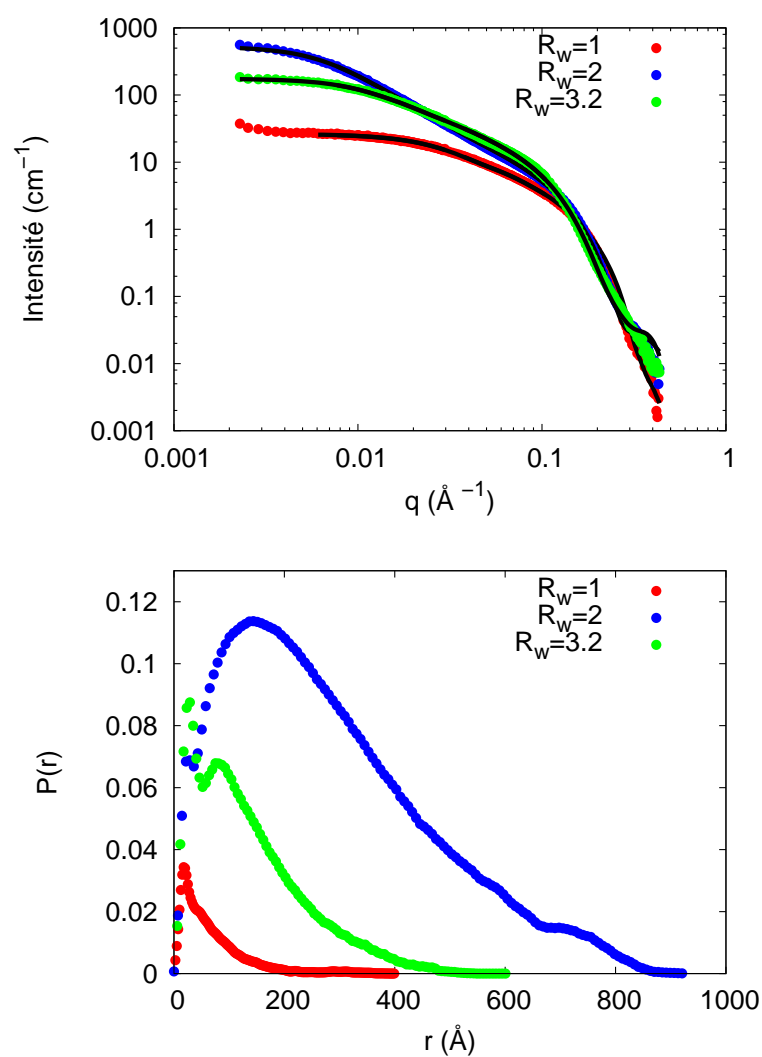 1000
100
10
1
0.1
0.01
0.001
Intensité (cm⁻¹)
R_w=1
R_w=2
R_w=3.2
0.001 0.01 0.1 1
q (Å ⁻¹)
0.12
0.1
0.08
0.06
0.04
0.02
0
P(r)
R_w=1
R_w=2
R_w=3.2
0 200 400 600 800 1000
r (Å)